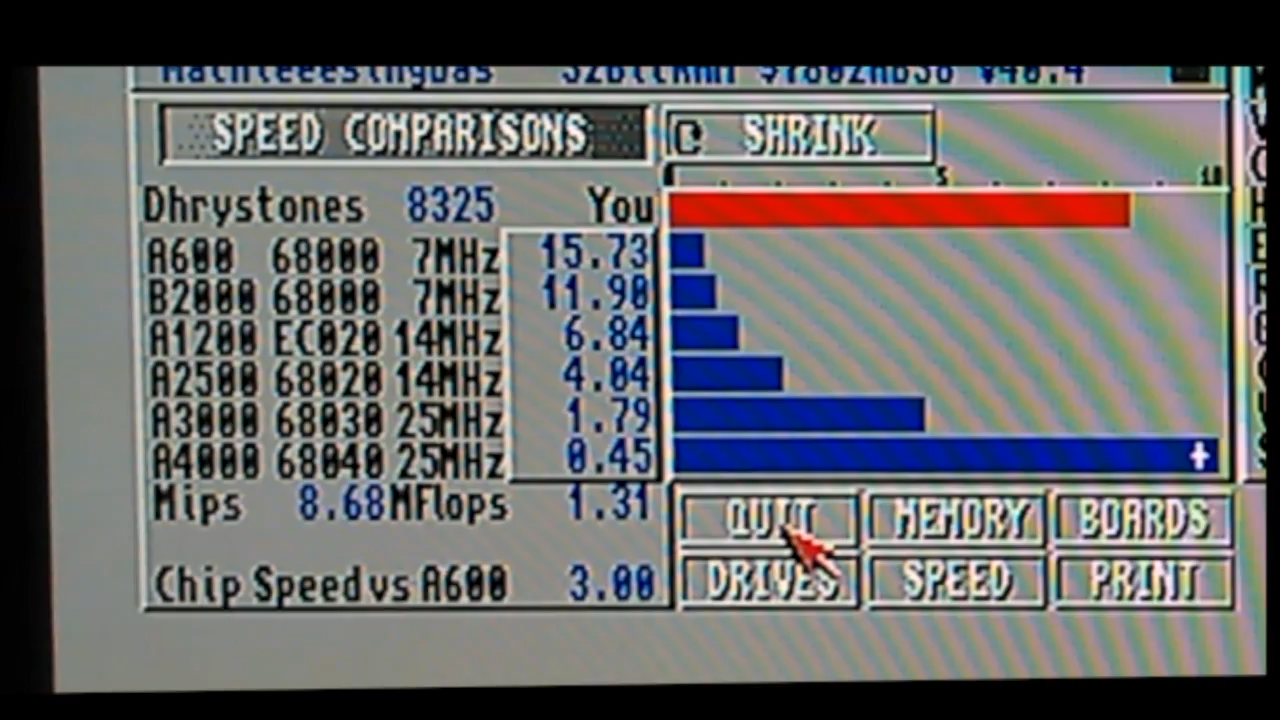 SPEED COMPARISONS
SHRINK
5 10
Dhrystones 8325 You
A600 68000 7MHz 15.73
B2000 68000 7MHz 11.90
A1200 EC020 14MHz 6.84
A2500 68020 14MHz 4.04
A3000 68030 25MHz 1.79
A4000 68040 25MHz 0.45
Mips 8.68 MFlops 1.31
Chip Speed vs A600 3.00
QUIT MEMORY BOARDS
DRIVES SPEED PRINT